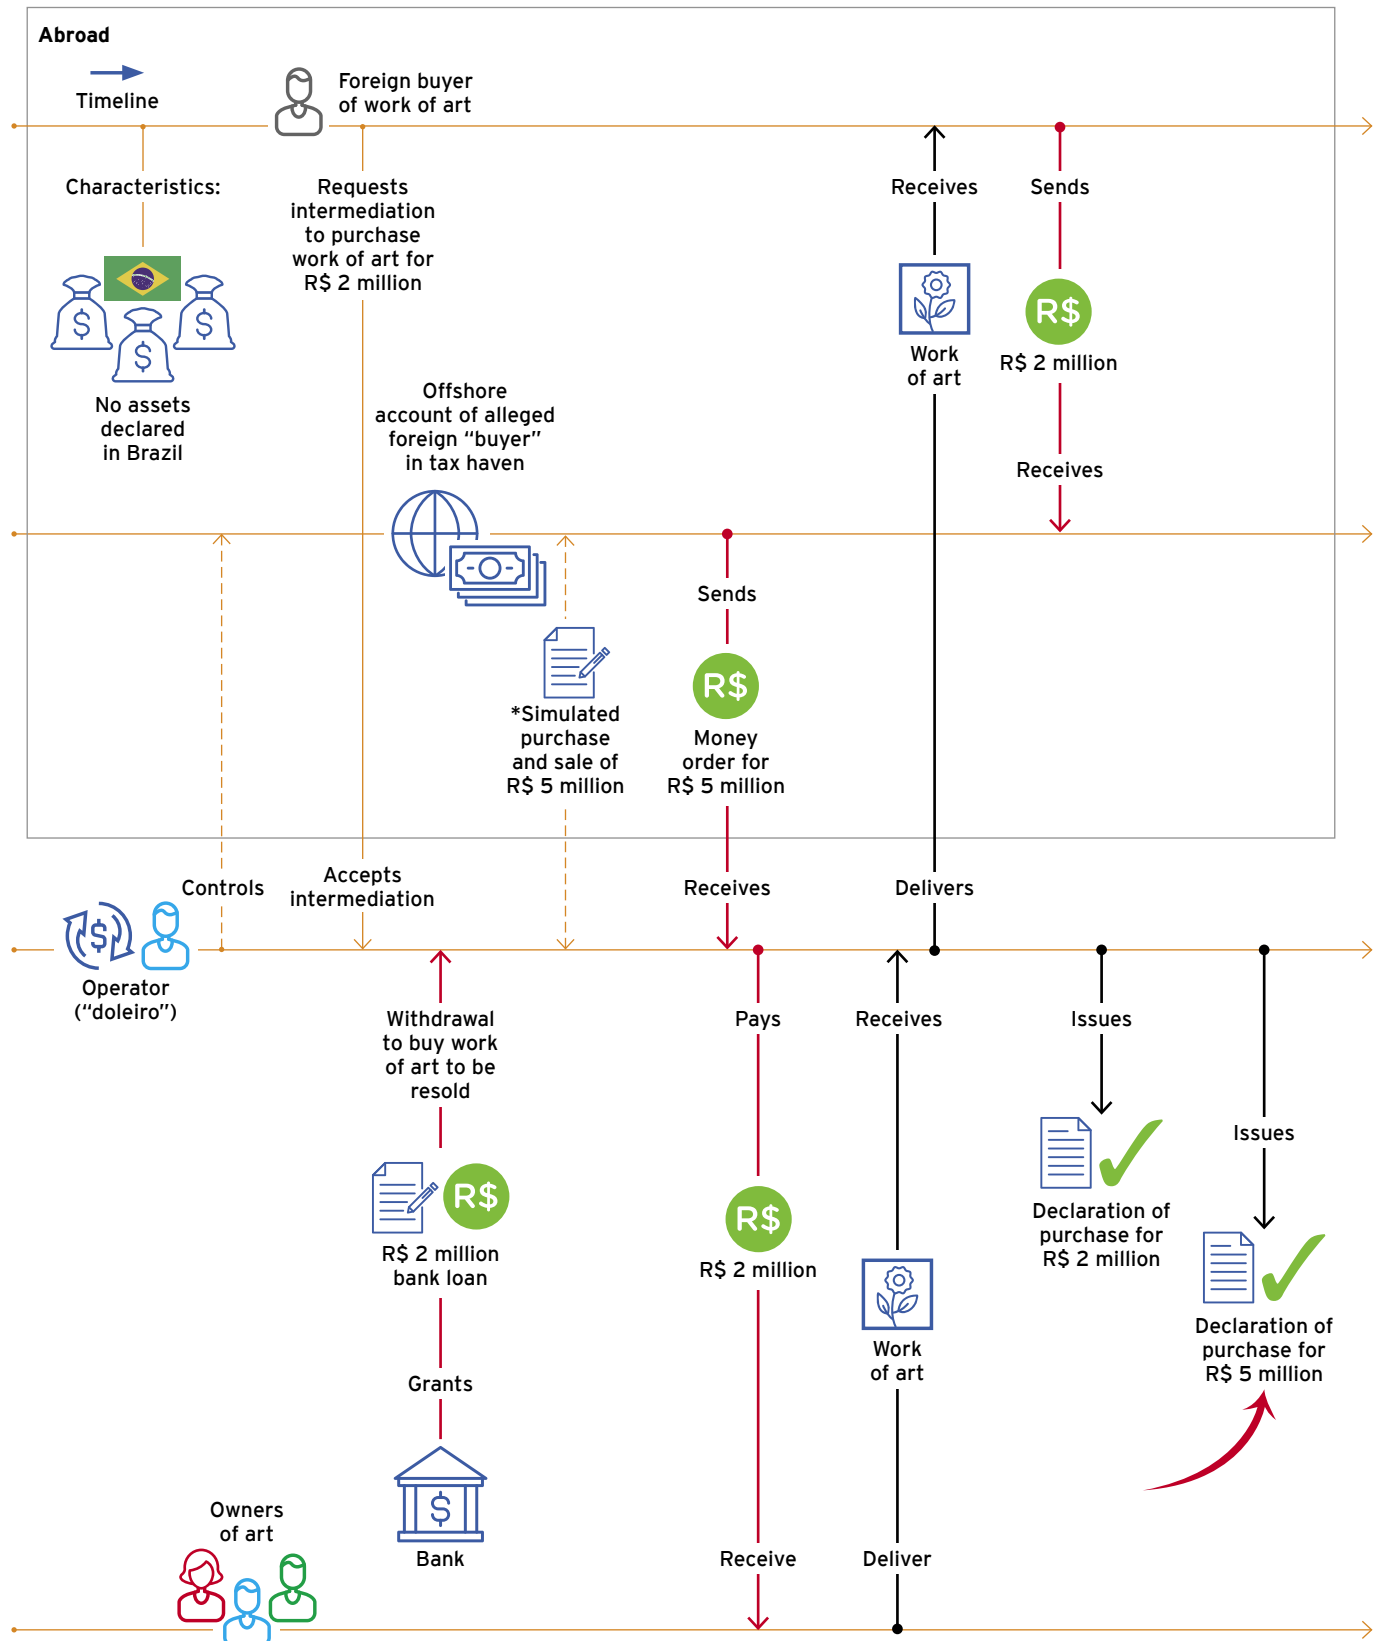 Abroad
Timeline
Foreign buyer
of work of art
Characteristics:
No assets
declared
in Brazil
Requests
intermediation
to purchase
work of art for
R$ 2 million
Receives
Work
of art
Sends
R$
R$ 2 million
Receives
Offshore
account of alleged
foreign “buyer”
in tax haven
*Simulated
purchase
and sale of
R$ 5 million
Sends
R$
Money
order for
R$ 5 million
Controls
Accepts
intermediation
Receives
Delivers
Operator
(“doleiro”)
Withdrawal
to buy work
of art to be
resold
R$
R$ 2 million
bank loan
Grants
Bank
Pays
R$
R$ 2 million
Receive
Receives
Work
of art
Deliver
Issues
Declaration of
purchase for
R$ 2 million
Issues
Declaration of
purchase for
R$ 5 million
Owners
of art